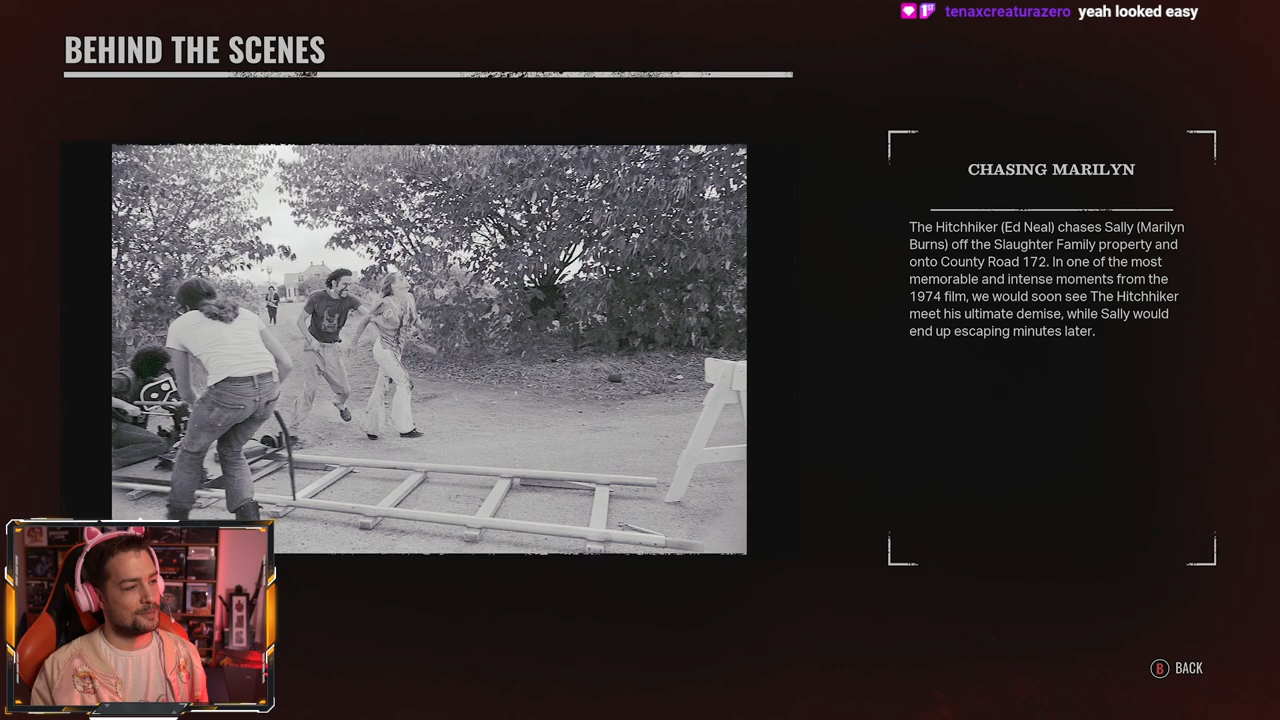 tenaxcreaturazero yeah looked easy
BEHIND THE SCENES
CHASING MARILYN
The Hitchhiker (Ed Neal) chases Sally (Marilyn
Burns) off the Slaughter Family property and
onto County Road 172. In one of the most
memorable and intense moments from the
1974 film, we would soon see The Hitchhiker
meet his ultimate demise, while Sally would
end up escaping minutes later.
B BACK